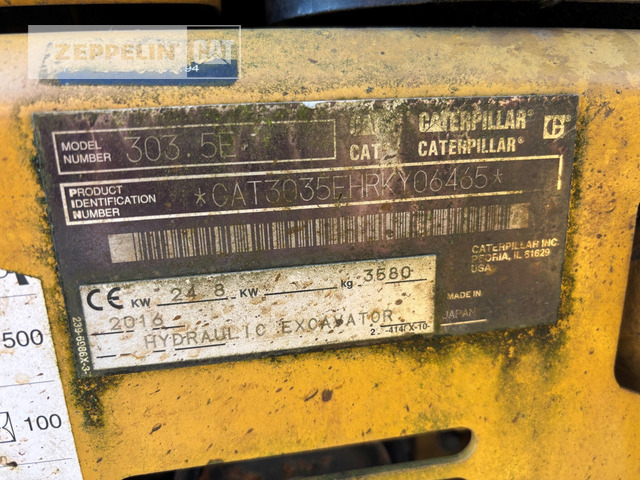 ZEPPELIN CAT
MODEL NUMBER 303.5E
CAT CATERPILLAR
CAT CATERPILLAR®
PRODUCT IDENTIFICATION NUMBER *CAT3035EHRKY06465*
CATERPILLAR INC.
PEORIA, IL 61629
USA
CE KW 24.8 KW kg 3580
2016
HYDRAULIC EXCAVATOR
MADE IN
JAPAN
500
100